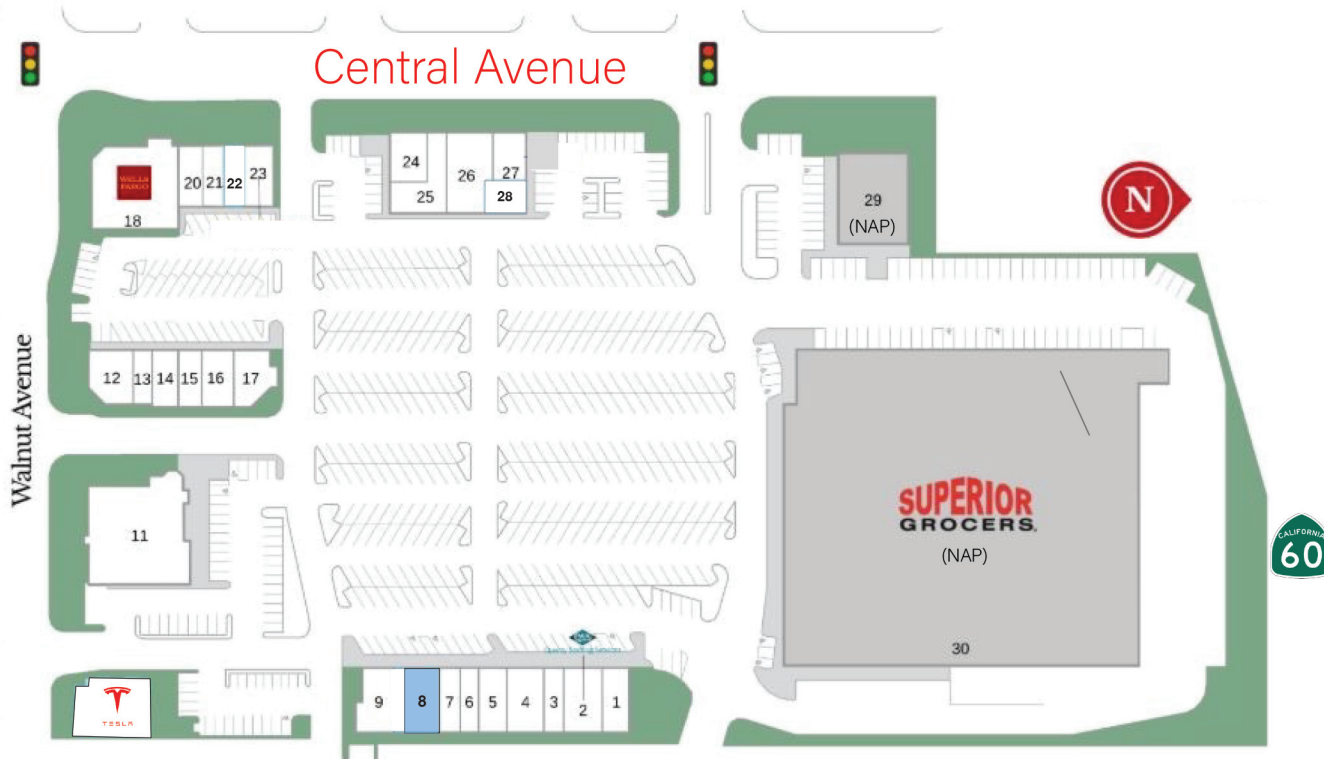 Central Avenue
WELLS
FARGO
18
20
21
22
23
24
25
26
27
28
29
(NAP)
N
Walnut Avenue
12
13
14
15
16
17
11
SUPERIOR
GROCERS
(NAP)
30
CALIFORNIA
60
TESLA
9
8
7
6
5
4
3
2
1